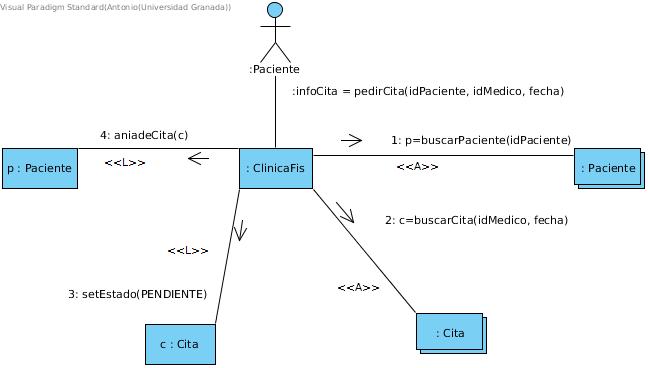 Visual Paradigm Standard(Antonio(Universidad Granada))
:Paciente
:infoCita = pedirCita(idPaciente, idMedico, fecha)
4: aniadeCita(c)
1: p=buscarPaciente(idPaciente)
<<L>>
<<A>>
p : Paciente
: ClinicaFis
: Paciente
2: c=buscarCita(idMedico, fecha)
<<L>>
<<A>>
3: setEstado(PENDIENTE)
c : Cita
: Cita